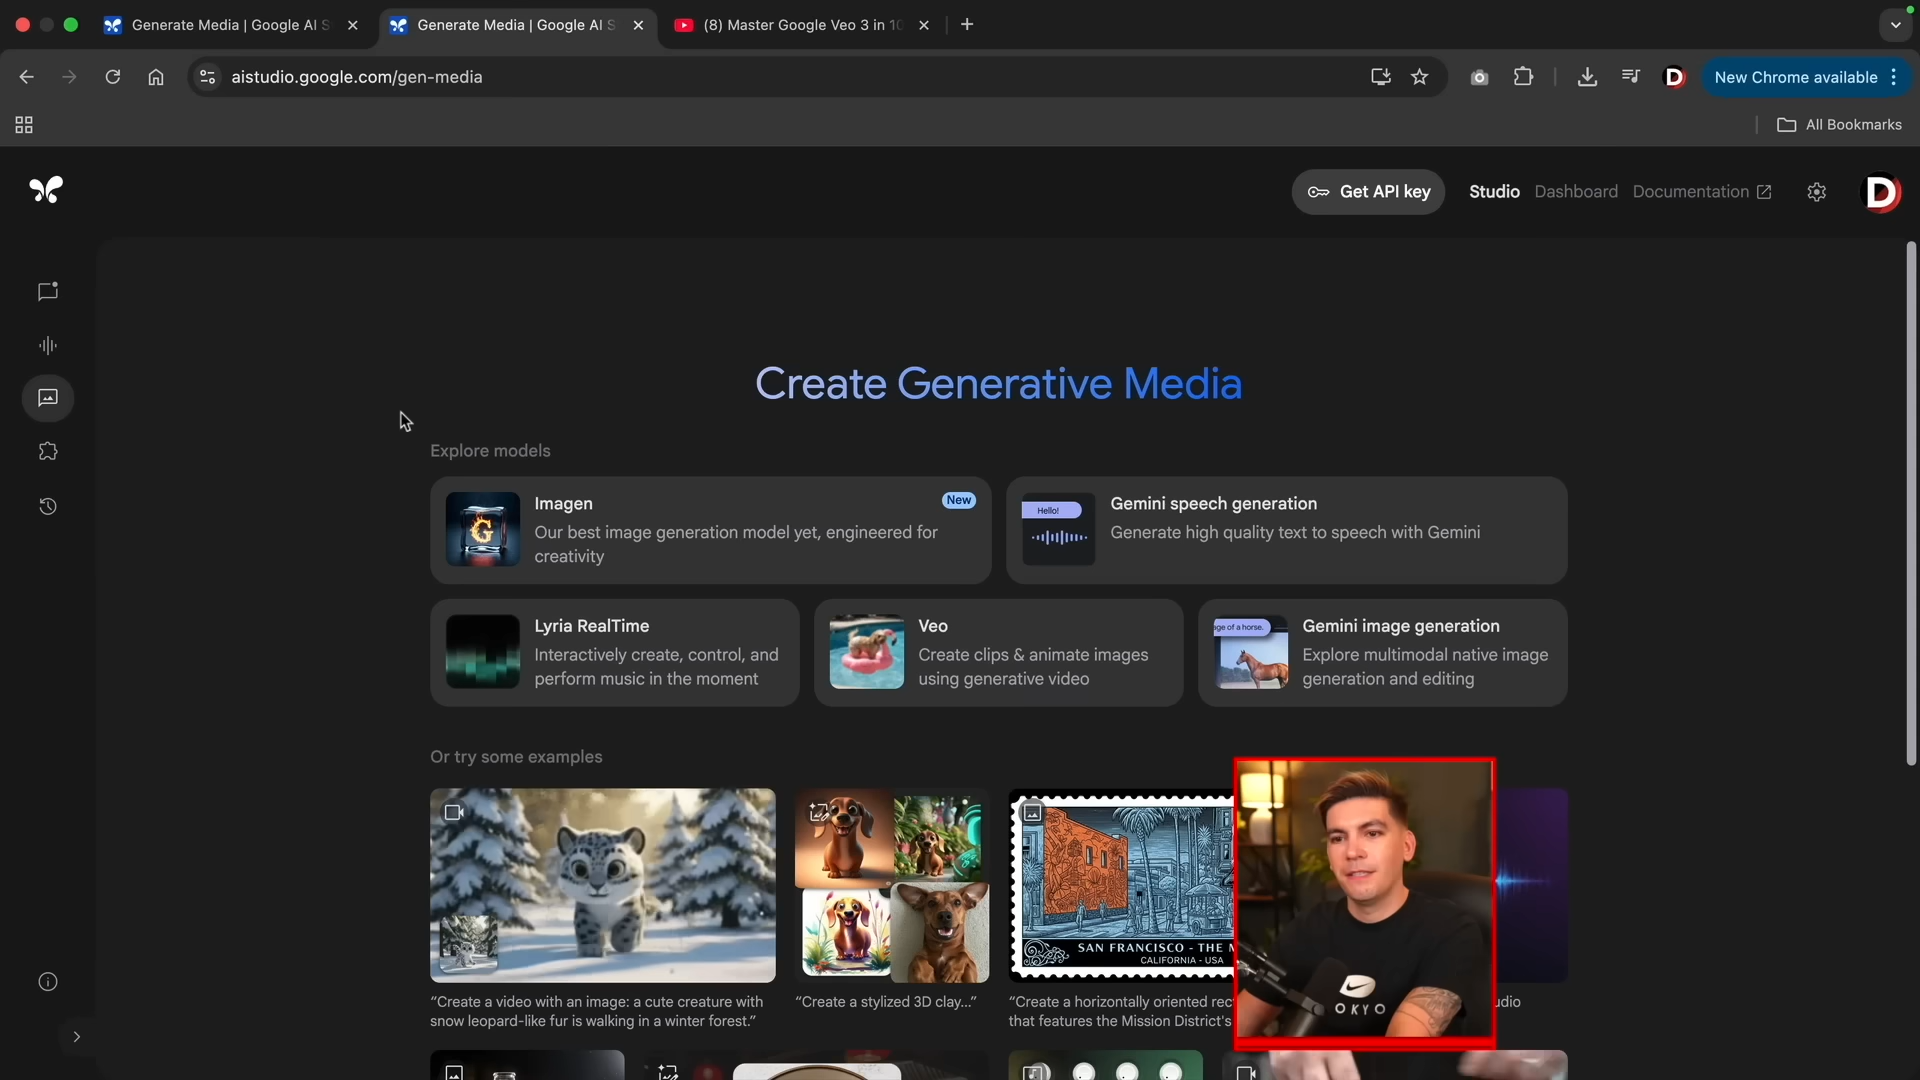 Generate Media | Google AI S
Generate Media | Google AI S
(8) Master Google Veo 3 in 10
aistudio.google.com/gen-media
D
New Chrome available
All Bookmarks
Get API key
Studio
Dashboard
Documentation
D
Create Generative Media
Explore models
Imagen
New
Our best image generation model yet, engineered for
creativity
G
Gemini speech generation
Generate high quality text to speech with Gemini
Hello!
Lyria RealTime
Interactively create, control, and
perform music in the moment
Veo
Create clips & animate images
using generative video
Gemini image generation
Explore multimodal native image
generation and editing
ge of a horse.
Or try some examples
SAN FRANCISCO - THE M
CALIFORNIA - USA
OKYO
“Create a video with an image: a cute creature with
snow leopard-like fur is walking in a winter forest.”
“Create a stylized 3D clay...”
“Create a horizontally oriented rec
that features the Mission District's
dio